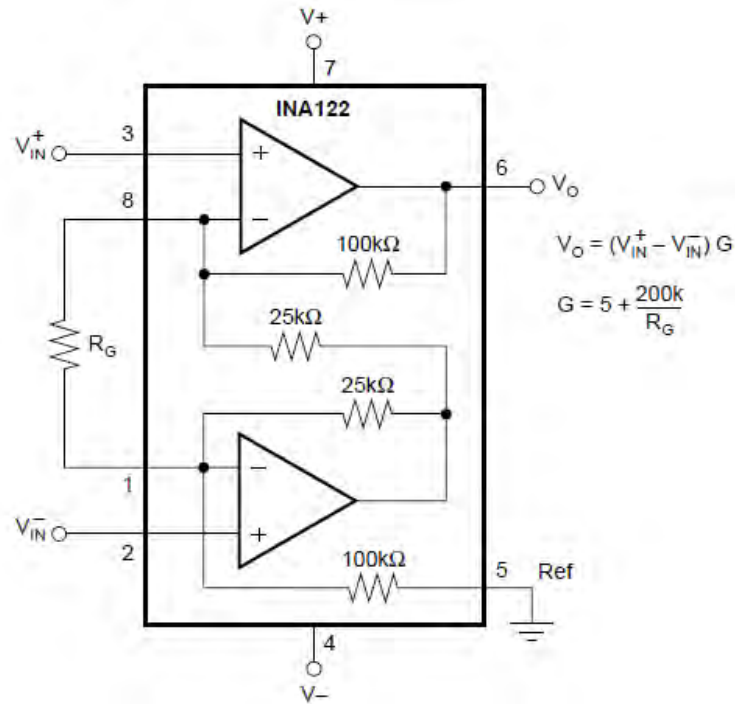 V+
7
INA122
V⁺IN
3
+
6
Vo
8
–
100kΩ
Vo = (V⁺IN – V⁻IN) G
25kΩ
G = 5 + 200k / RG
RG
25kΩ
1
–
V⁻IN
2
+
100kΩ
5
Ref
4
V–